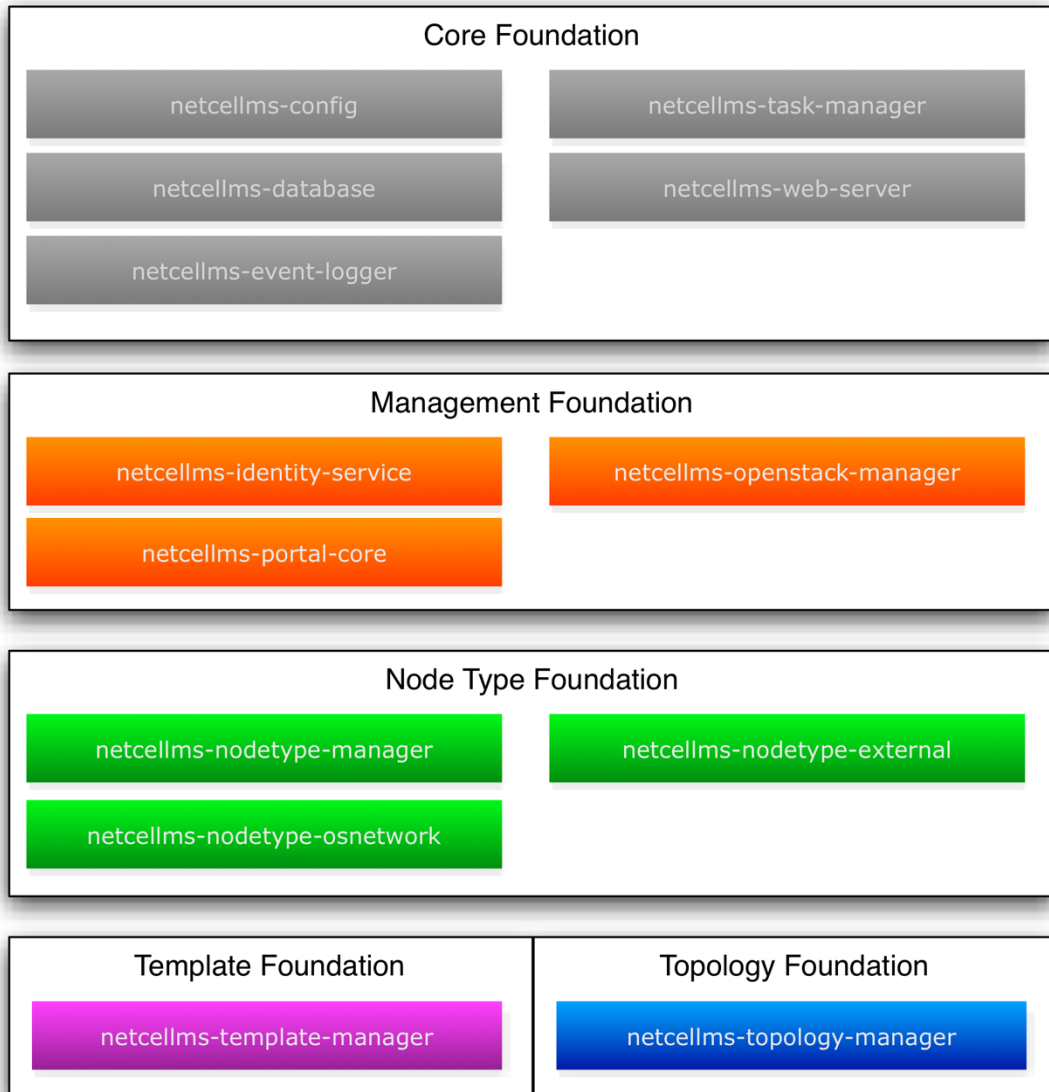 Core Foundation
netcellms-config
netcellms-task-manager
netcellms-database
netcellms-web-server
netcellms-event-logger
Management Foundation
netcellms-identity-service
netcellms-openstack-manager
netcellms-portal-core
Node Type Foundation
netcellms-nodetype-manager
netcellms-nodetype-external
netcellms-nodetype-osnetwork
Template Foundation
netcellms-template-manager
Topology Foundation
netcellms-topology-manager